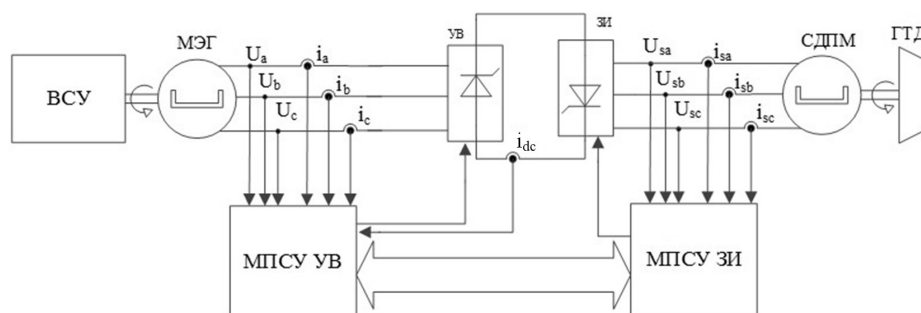 МЭГ
УВ
ЗИ
СДПМ
ГТД
ВСУ
Ua
ia
Ub
ib
Uc
ic
idc
Usa
isa
Usb
isb
Usc
isc
МПСУ УВ
МПСУ ЗИ